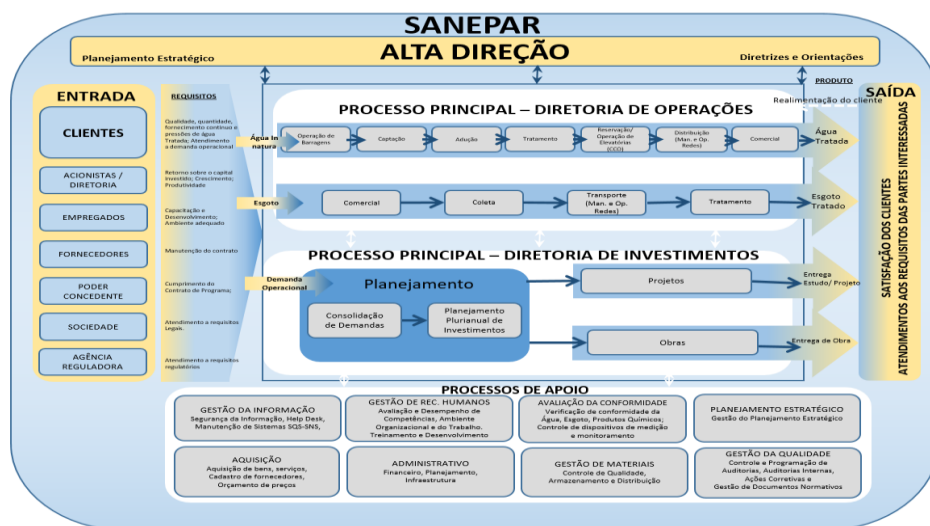 SANEPAR
ALTA DIREÇÃO
Planejamento Estratégico
Diretrizes e Orientações
ENTRADA
CLIENTES
ACIONISTAS /
DIRETORIA
EMPREGADOS
FORNECEDORES
PODER
CONCEDENTE
SOCIEDADE
AGÊNCIA
REGULADORA
REQUISITOS
Qualidade, quantidade,
fornecimento contínuo e
pressões de água
Tratada; Atendimento
a demanda operacional
Retorno sobre o capital
Investido; Crescimento;
Produtividade
Capacitação e
Desenvolvimento;
Ambiente adequado
Manutenção do contrato
Cumprimento do
Contrato de Programa;
Atendimento a requisitos
Legais.
Atendimento a requisitos
regulatórios
PROCESSO PRINCIPAL – DIRETORIA DE OPERAÇÕES
Água In
natura
Operação de
Barragens
Captação
Adução
Tratamento
Reservação/
Operação de
Elevatórias
(CCO)
Distribuição
(Man. e Op.
Redes)
Comercial
Esgoto
Comercial
Coleta
Transporte
(Man. e Op.
Redes)
Tratamento
PROCESSO PRINCIPAL – DIRETORIA DE INVESTIMENTOS
Demanda
Operacional
Planejamento
Consolidação
de Demandas
Planejamento
Plurianual de
Investimentos
Projetos
Obras
PRODUTO
Realimentação do cliente
Água
Tratada
Esgoto
Tratado
Entrega
Estudo/ Projeto
Entrega de Obra
SAÍDA
SATISFAÇÃO DOS CLIENTES
ATENDIMENTOS AOS REQUISITOS DAS PARTES INTERESSADAS
PROCESSOS DE APOIO
GESTÃO DA INFORMAÇÃO
Segurança da Informação, Help Desk,
Manutenção de Sistemas SQS-SNS,
GESTÃO DE REC. HUMANOS
Avaliação e Desempenho de
Competências, Ambiente
Organizacional e do Trabalho.
Treinamento e Desenvolvimento
AVALIAÇÃO DA CONFORMIDADE
Verificação de conformidade da
Água, Esgoto, Produtos Químicos;
Controle de dispositivos de medição
e monitoramento
PLANEJAMENTO ESTRATÉGICO
Gestão do Planejamento Estratégico
AQUISIÇÃO
Aquisição de bens, serviços,
Cadastro de fornecedores,
Orçamento de preços
ADMINISTRATIVO
Financeiro, Planejamento,
Infraestrutura
GESTÃO DE MATERIAIS
Controle de Qualidade,
Armazenamento e Distribuição
GESTÃO DA QUALIDADE
Controle e Programação de
Auditorias, Auditorias Internas,
Ações Corretivas e
Gestão de Documentos Normativos